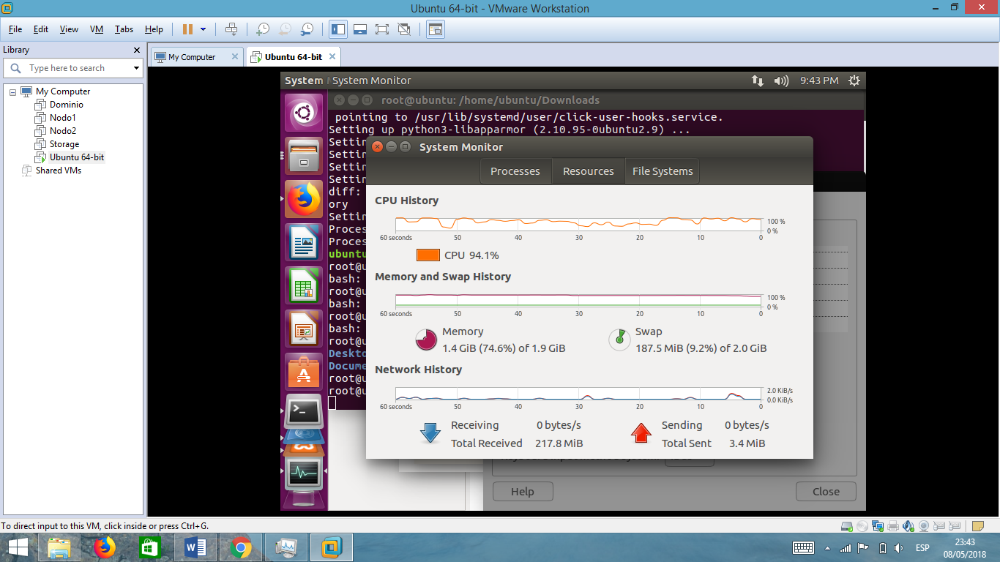 Ubuntu 64-bit - VMware Workstation
File Edit View VM Tabs Help
Library
My Computer
Ubuntu 64-bit
Type here to search
My Computer
Dominio
Nodo1
Nodo2
Storage
Ubuntu 64-bit
Shared VMs
System
System Monitor
9:43 PM
root@ubuntu: /home/ubuntu/Downloads
pointing to /usr/lib/systemd/user/click-user-hooks.service.
Setting up python3-libapparmor (2.10.95-0ubuntu2.9) ...
Settin
Settin
Settin
Settin
diff:
ory
Settin
Proces
Proces
ubuntu
root@u
bash:
root@u
bash:
root@u
bash:
root@u
Deskto
Docume
root@u
root@u
System Monitor
Processes Resources File Systems
CPU History
100 %
0 %
60 seconds 50 40 30 20 10 0
CPU 94.1%
Memory and Swap History
100 %
0 %
60 seconds 50 40 30 20 10 0
Memory
1.4 GiB (74.6%) of 1.9 GiB
Swap
187.5 MiB (9.2%) of 2.0 GiB
Network History
2.0 KiB/s
0.0 KiB/s
60 seconds 50 40 30 20 10 0
Receiving 0 bytes/s
Total Received 217.8 MiB
Sending 0 bytes/s
Total Sent 3.4 MiB
Help
Close
To direct input to this VM, click inside or press Ctrl+G.
ESP
23:43
08/05/2018